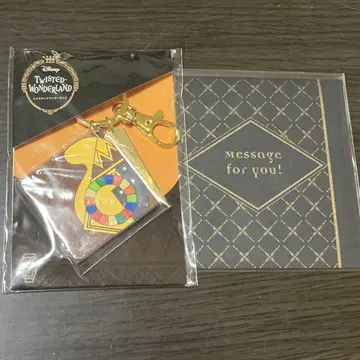 Disney
TWISTED-
WONDERLAND
Message
for you!